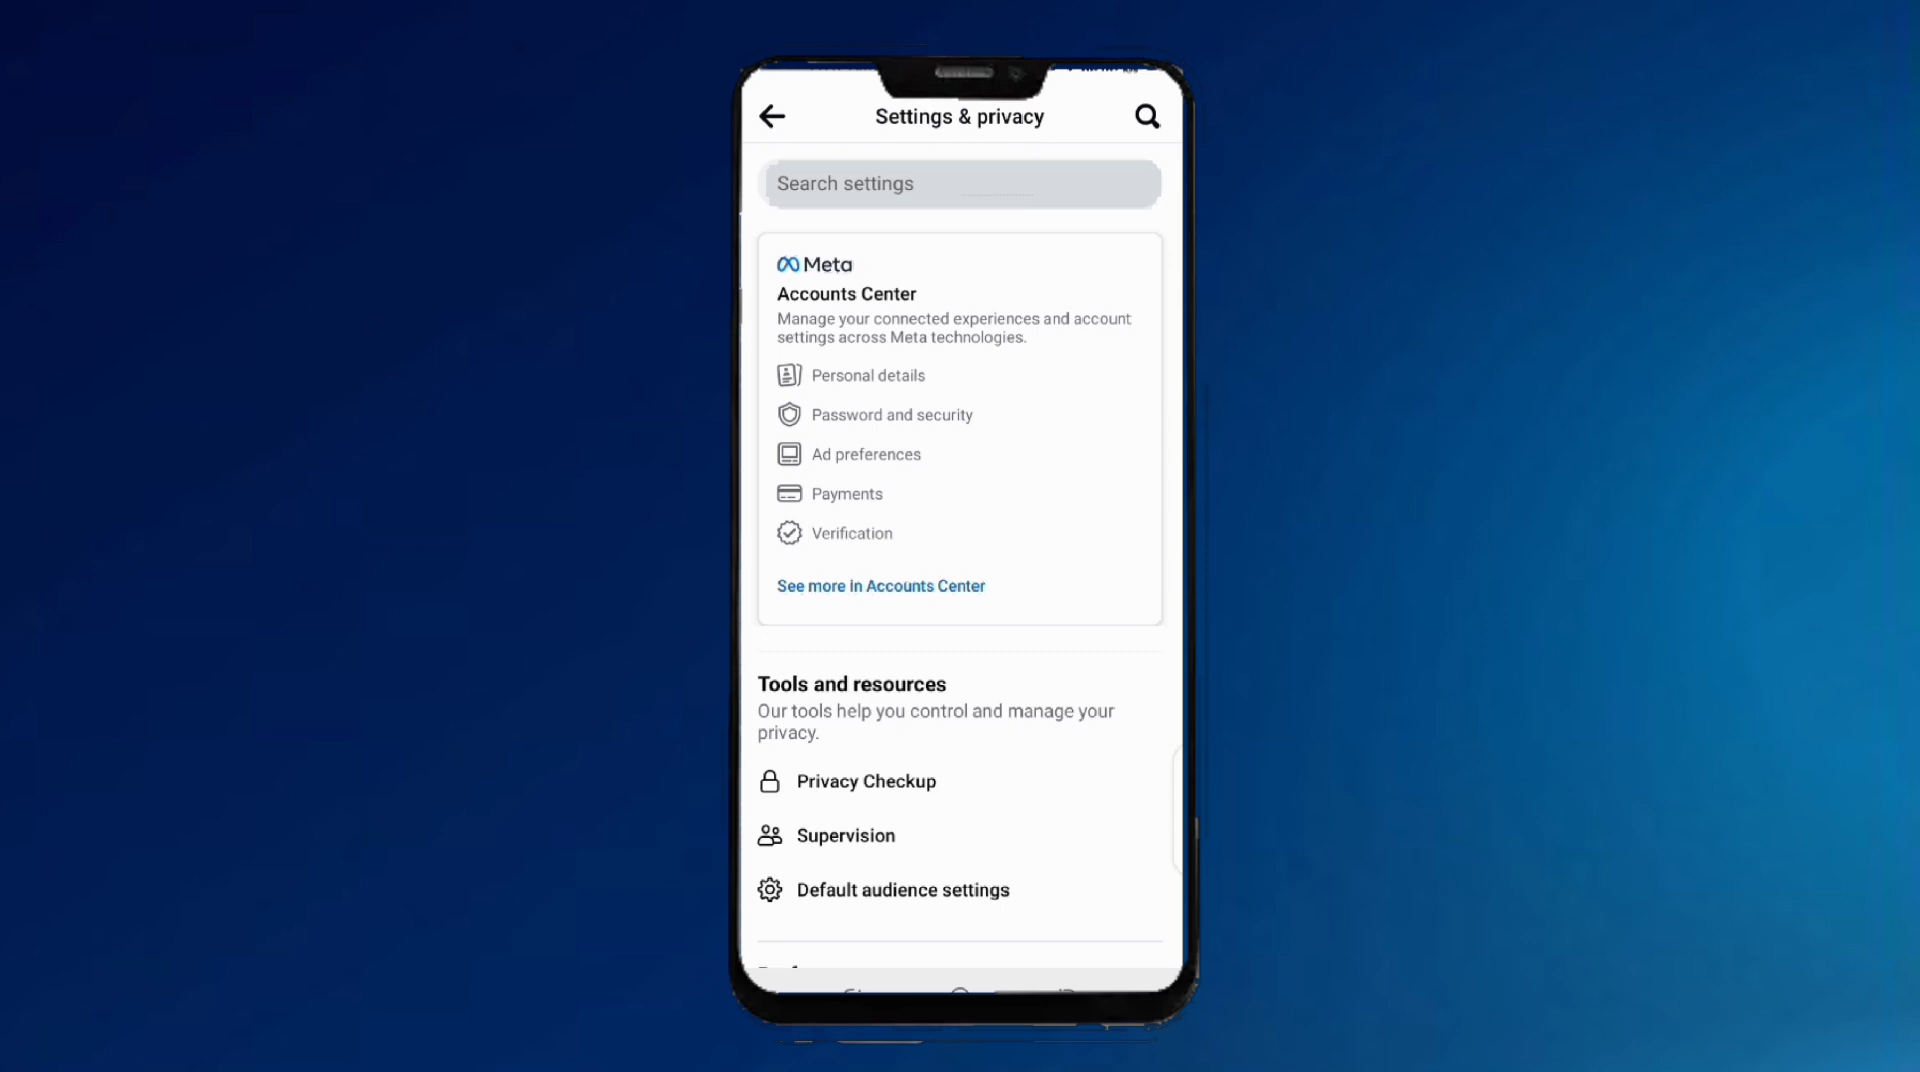 Settings & privacy
Search settings
Meta
Accounts Center
Manage your connected experiences and account
settings across Meta technologies.
Personal details
Password and security
Ad preferences
Payments
Verification
See more in Accounts Center
Tools and resources
Our tools help you control and manage your
privacy.
Privacy Checkup
Supervision
Default audience settings